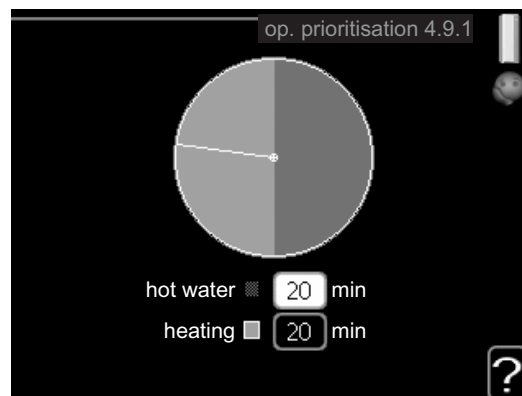 op. prioritisation 4.9.1
hot water 20 min
heating 20 min
?